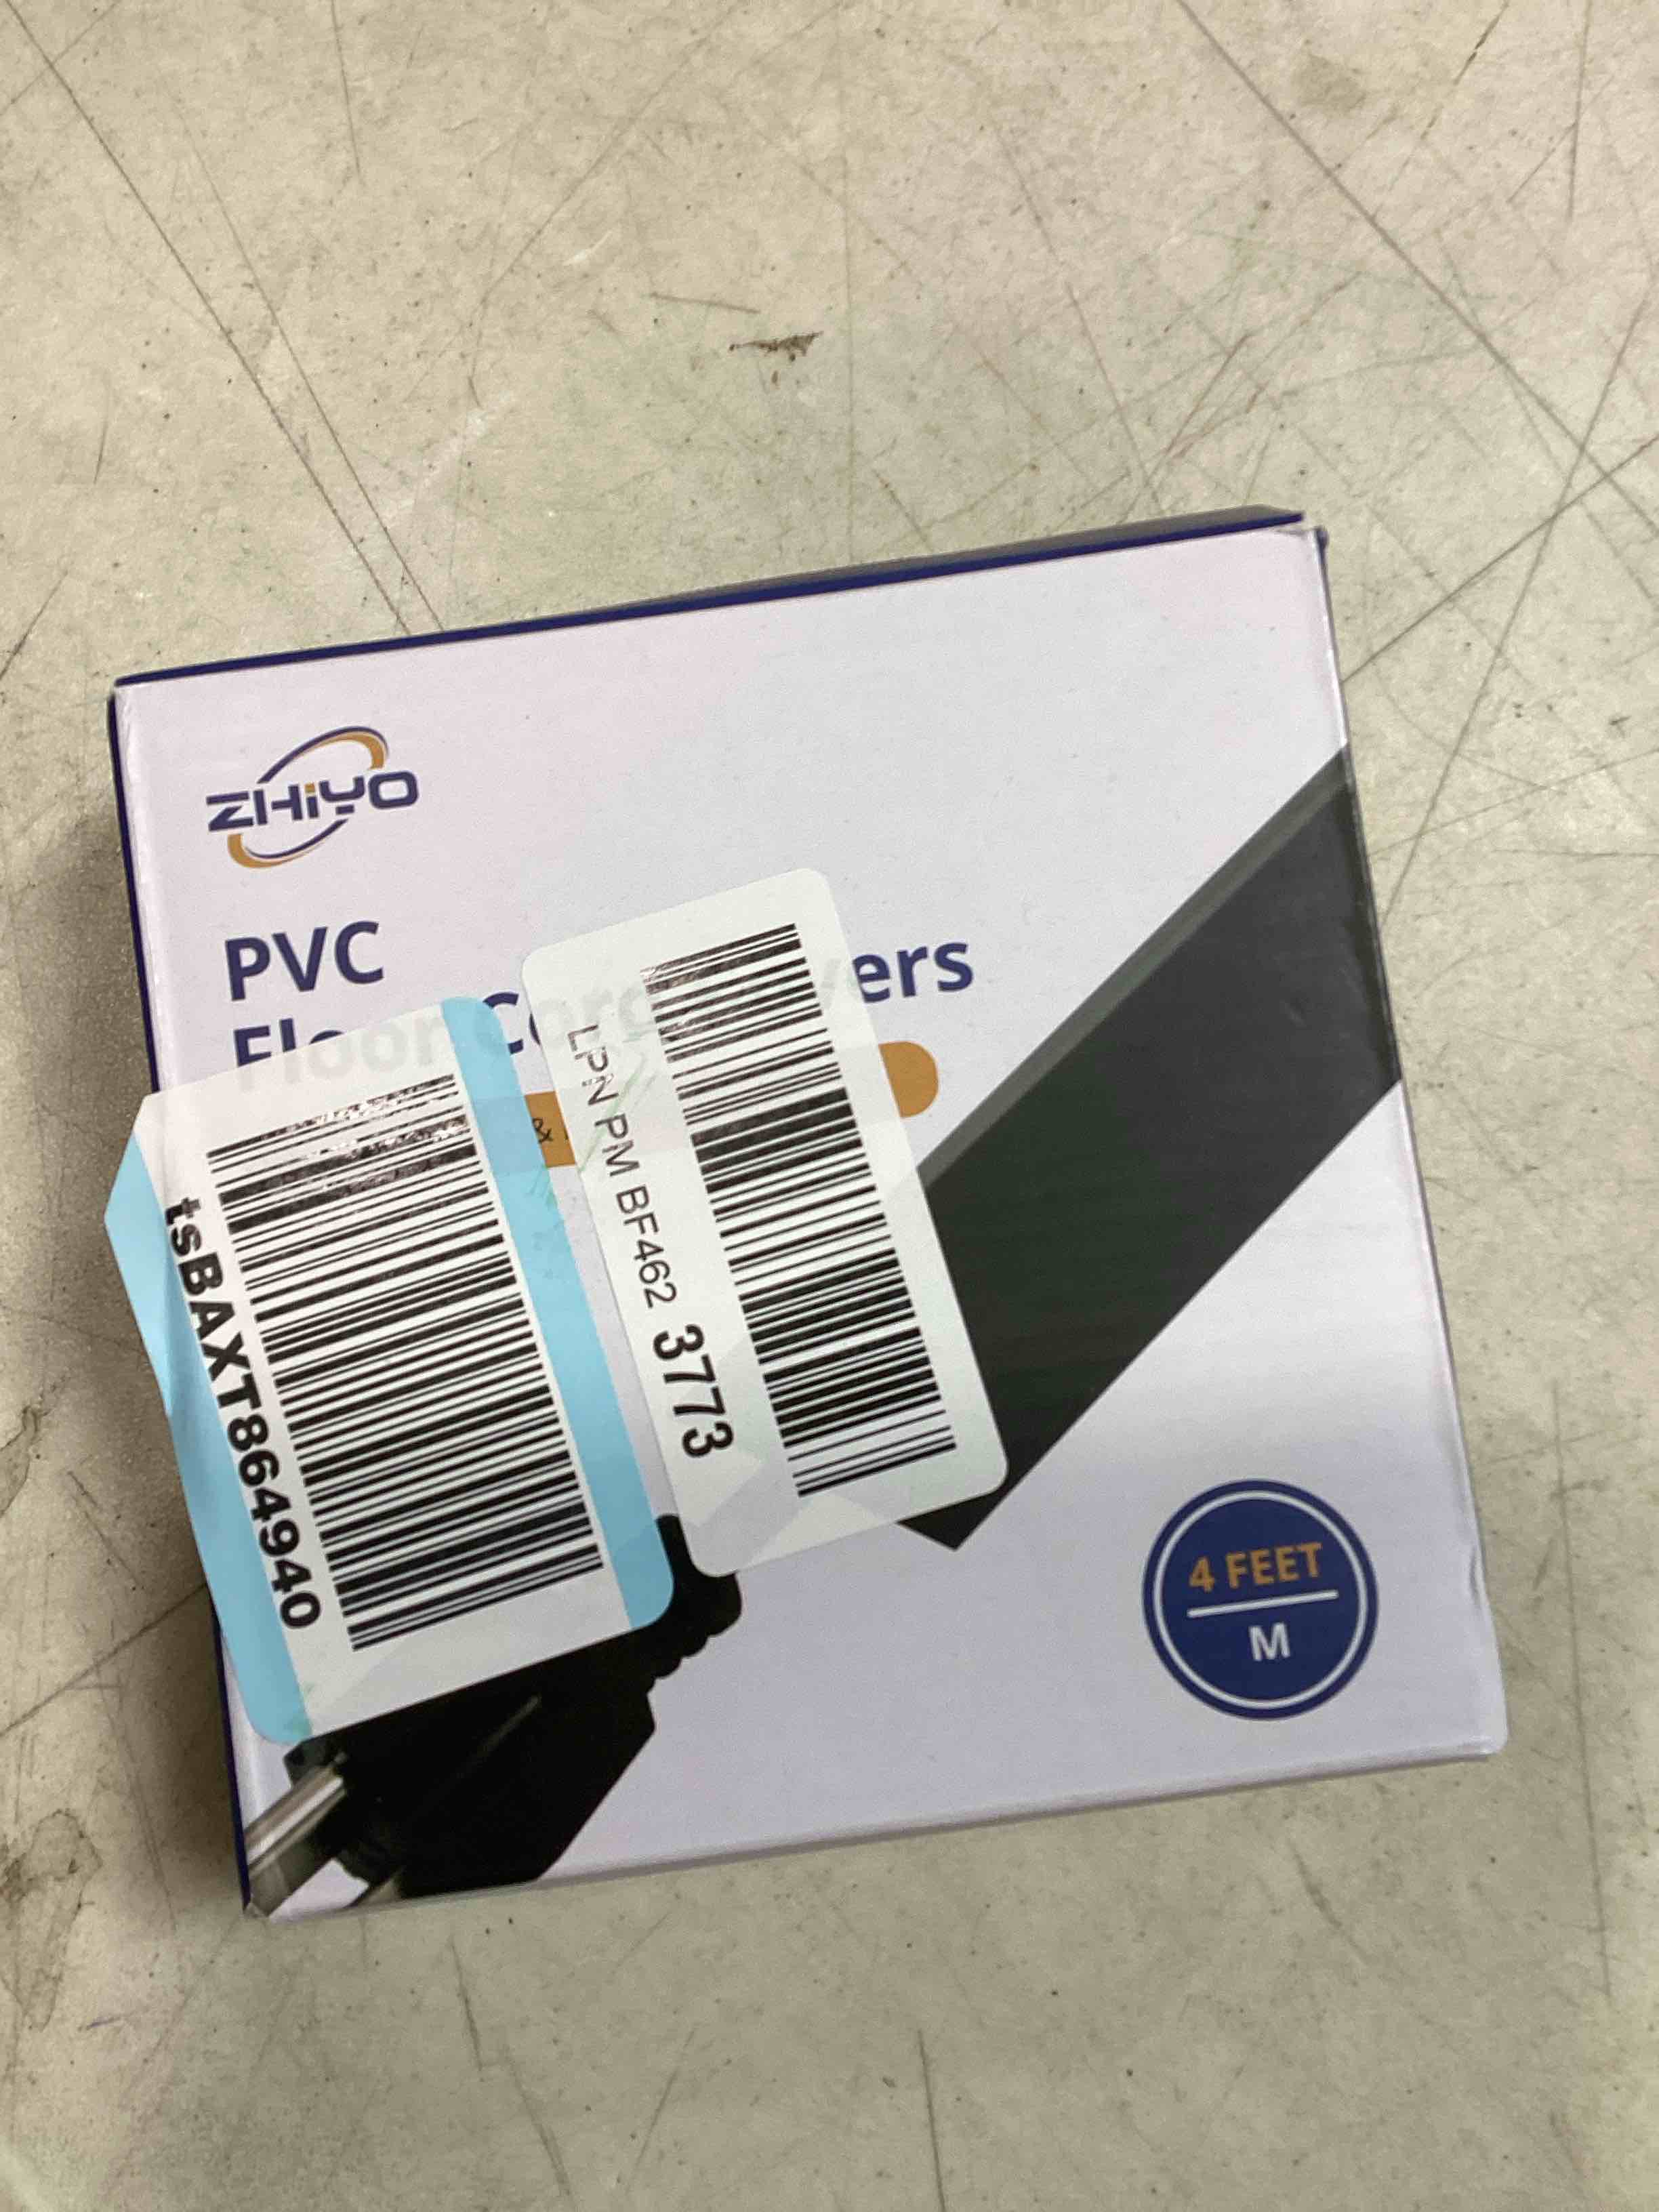 ZHiYO
PVC
Floor Cord Covers
&
LPN PM BF462 3773
tsBAXT864940
4 FEET
M